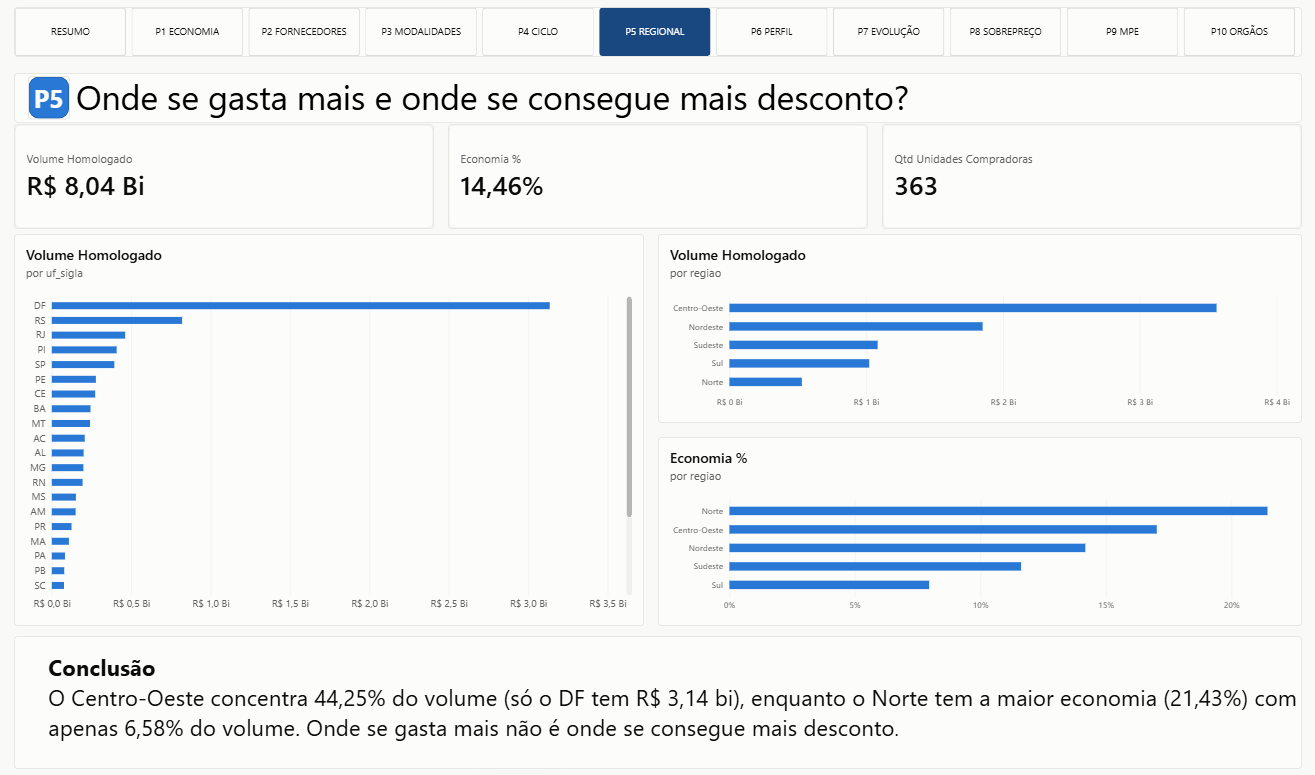 RESUMO
P1 ECONOMIA
P2 FORNECEDORES
P3 MODALIDADES
P4 CICLO
P5 REGIONAL
P6 PERFIL
P7 EVOLUÇÃO
P8 SOBREPREÇO
P9 MPE
P10 ORGÃOS
P5 Onde se gasta mais e onde se consegue mais desconto?
Volume Homologado
R$ 8,04 Bi
Economia %
14,46%
Qtd Unidades Compradoras
363
Volume Homologado
por uf_sigla
DF
RS
RJ
PI
SP
PE
CE
BA
MT
AC
AL
MG
RN
MS
AM
PR
MA
PA
PB
SC
R$ 0,0 Bi R$ 0,5 Bi R$ 1,0 Bi R$ 1,5 Bi R$ 2,0 Bi R$ 2,5 Bi R$ 3,0 Bi R$ 3,5 Bi
Volume Homologado
por regiao
Centro-Oeste
Nordeste
Sudeste
Sul
Norte
R$ 0 Bi R$ 1 Bi R$ 2 Bi R$ 3 Bi R$ 4 Bi
Economia %
por regiao
Norte
Centro-Oeste
Nordeste
Sudeste
Sul
0% 5% 10% 15% 20%
Conclusão
O Centro-Oeste concentra 44,25% do volume (só o DF tem R$ 3,14 bi), enquanto o Norte tem a maior economia (21,43%) com
apenas 6,58% do volume. Onde se gasta mais não é onde se consegue mais desconto.